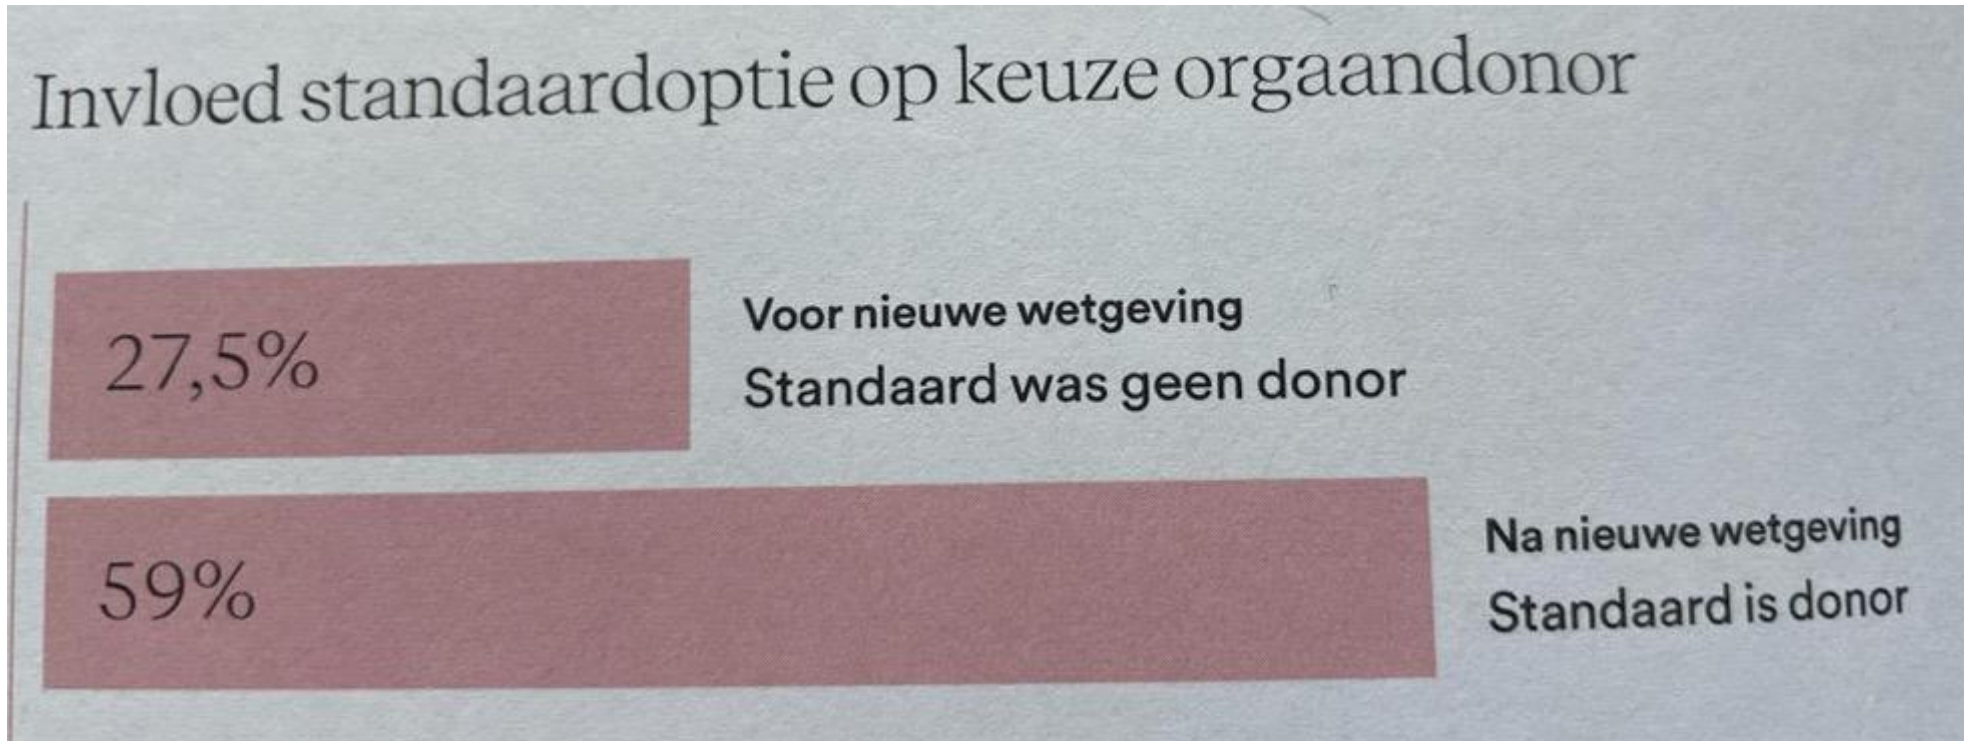 Invloed standaardoptie op keuze orgaandonor
27,5%
Voor nieuwe wetgeving
Standaard was geen donor
59%
Na nieuwe wetgeving
Standaard is donor